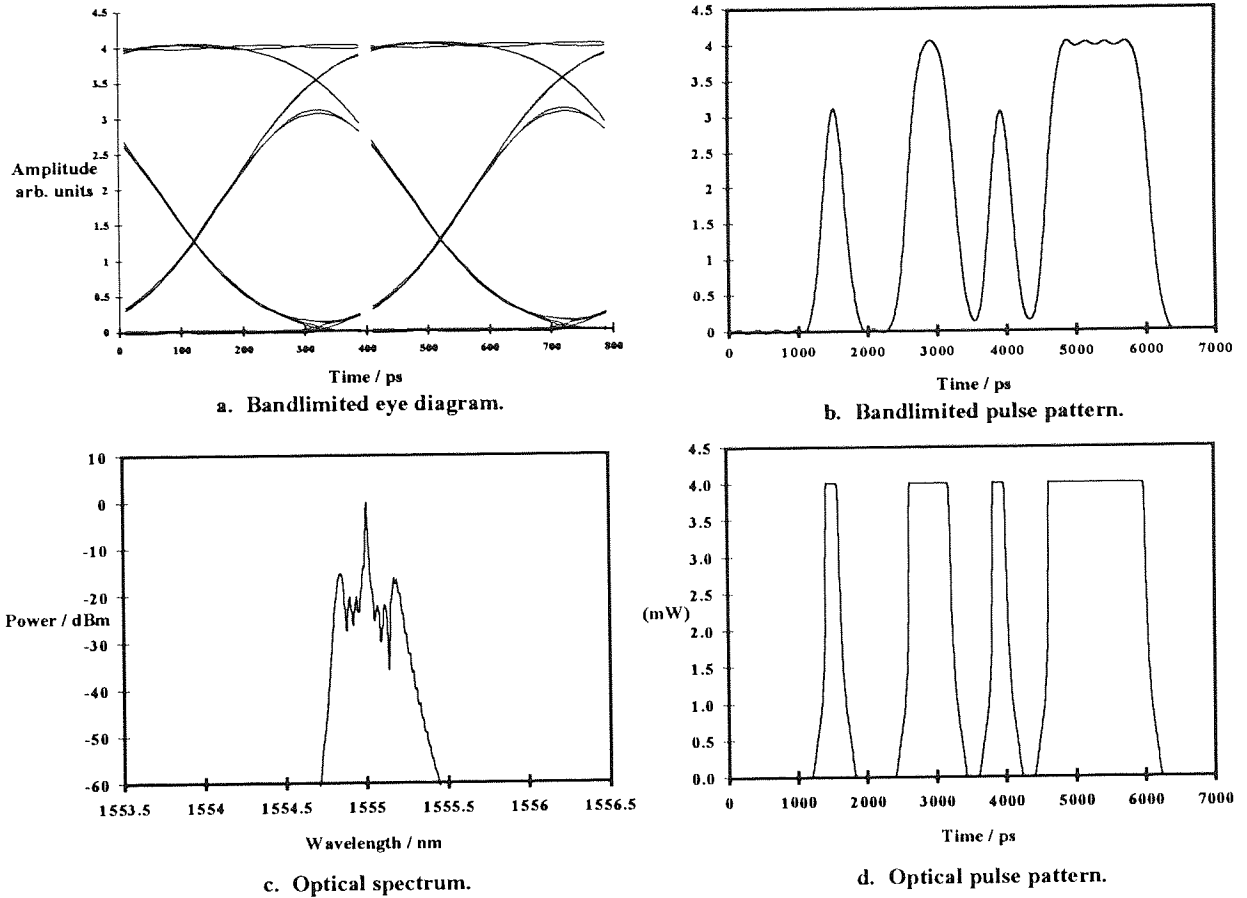 4.5
4
3.5
3
2.5
Amplitude
arb. units
2
1.5
1
0.5
0
0 100 200 300 400 500 600 700 800
Time / ps
a. Bandlimited eye diagram.
4.5
4
3.5
3
2.5
2
1.5
1
0.5
0
0 1000 2000 3000 4000 5000 6000 7000
Time / ps
b. Bandlimited pulse pattern.
10
0
-10
-20
Power / dBm
-30
-40
-50
-60
1553.5 1554 1554.5 1555 1555.5 1556 1556.5
Wavelength / nm
c. Optical spectrum.
4.5
4.0
3.5
3.0
2.5
(mW)
2.0
1.5
1.0
0.5
0.0
0 1000 2000 3000 4000 5000 6000 7000
Time / ps
d. Optical pulse pattern.